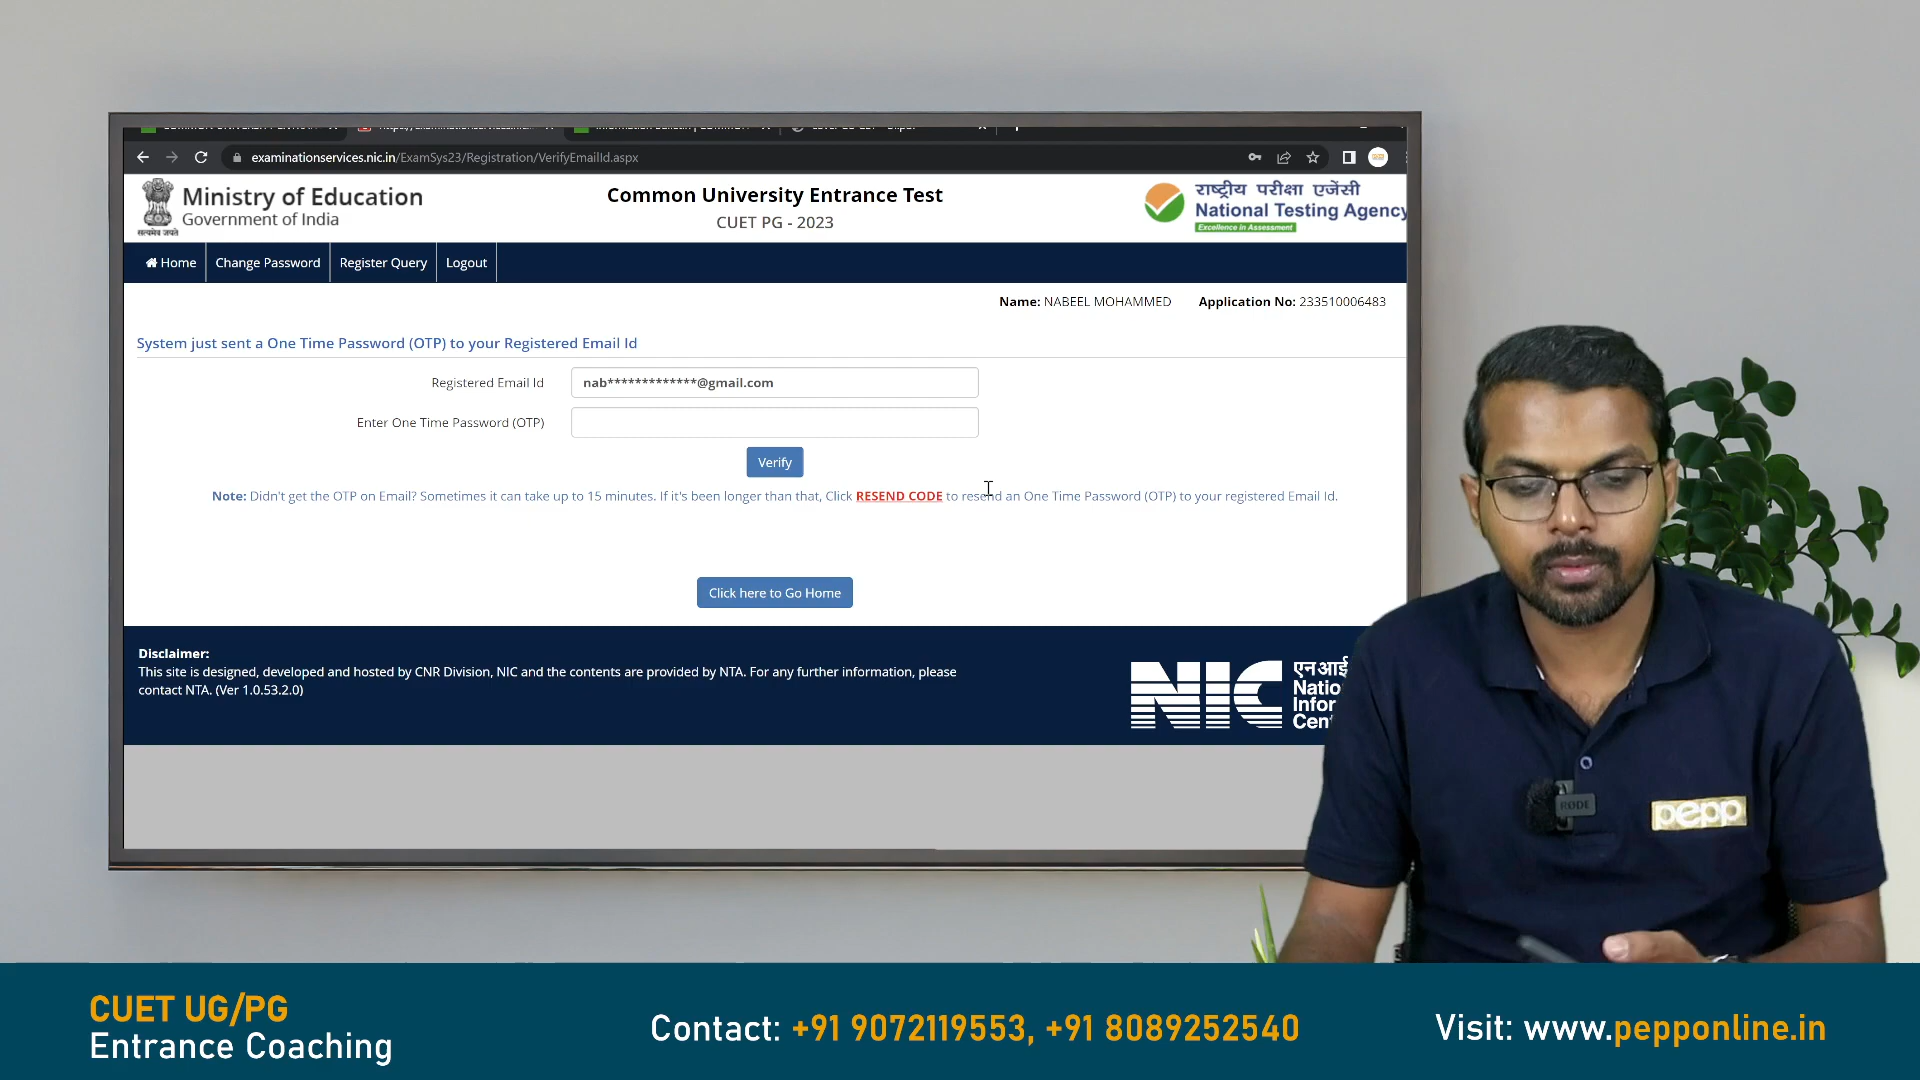 examinationservices.nic.in/ExamSys23/Registration/VerifyEmailId.aspx
सत्यमेव जयते
Ministry of Education
Government of India
Common University Entrance Test
CUET PG - 2023
राष्ट्रीय परीक्षा एजेंसी
National Testing Agency
Excellence in Assessment
Home Change Password Register Query Logout
Name: NABEEL MOHAMMED Application No: 233510006483
System just sent a One Time Password (OTP) to your Registered Email Id
Registered Email Id nab*************@gmail.com
Enter One Time Password (OTP)
Verify
Note: Didn't get the OTP on Email? Sometimes it can take up to 15 minutes. If it's been longer than that, Click RESEND CODE to resend an One Time Password (OTP) to your registered Email Id.
Click here to Go Home
Disclaimer:
This site is designed, developed and hosted by CNR Division, NIC and the contents are provided by NTA. For any further information, please
contact NTA. (Ver 1.0.53.2.0)
NIC
एनआई
Natio
Infor
Cent
RODE
pepp
CUET UG/PG
Entrance Coaching
Contact: +91 9072119553, +91 8089252540
Visit: www.pepponline.in